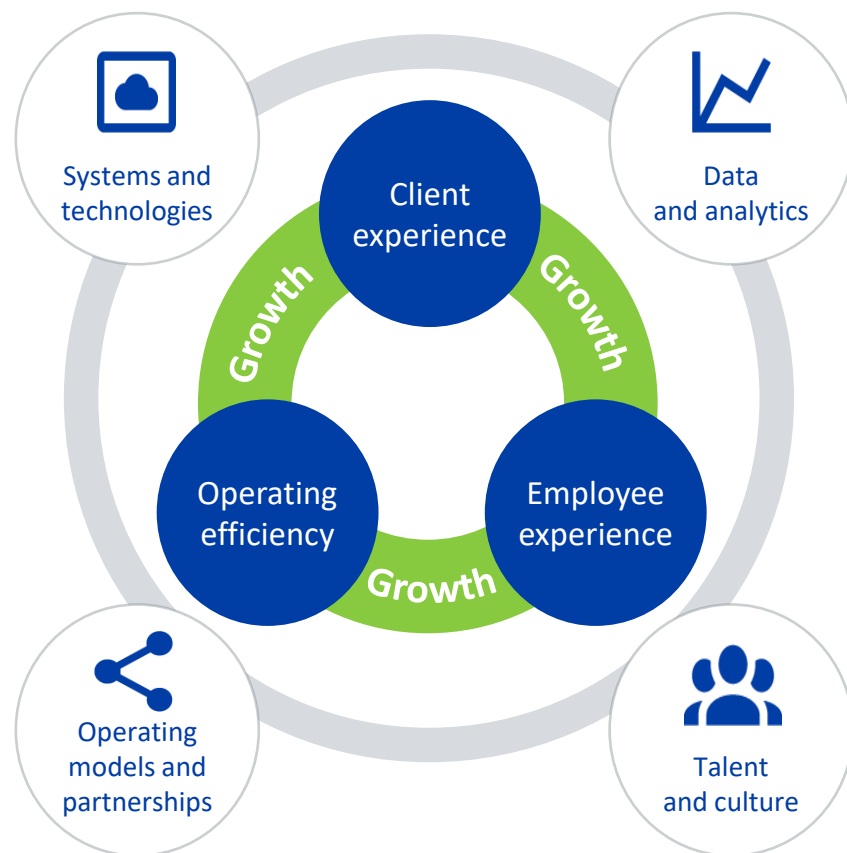 Systems and
technologies
Data
and analytics
Client
experience
Growth
Growth
Operating
efficiency
Employee
experience
Growth
Operating
models and
partnerships
Talent
and culture